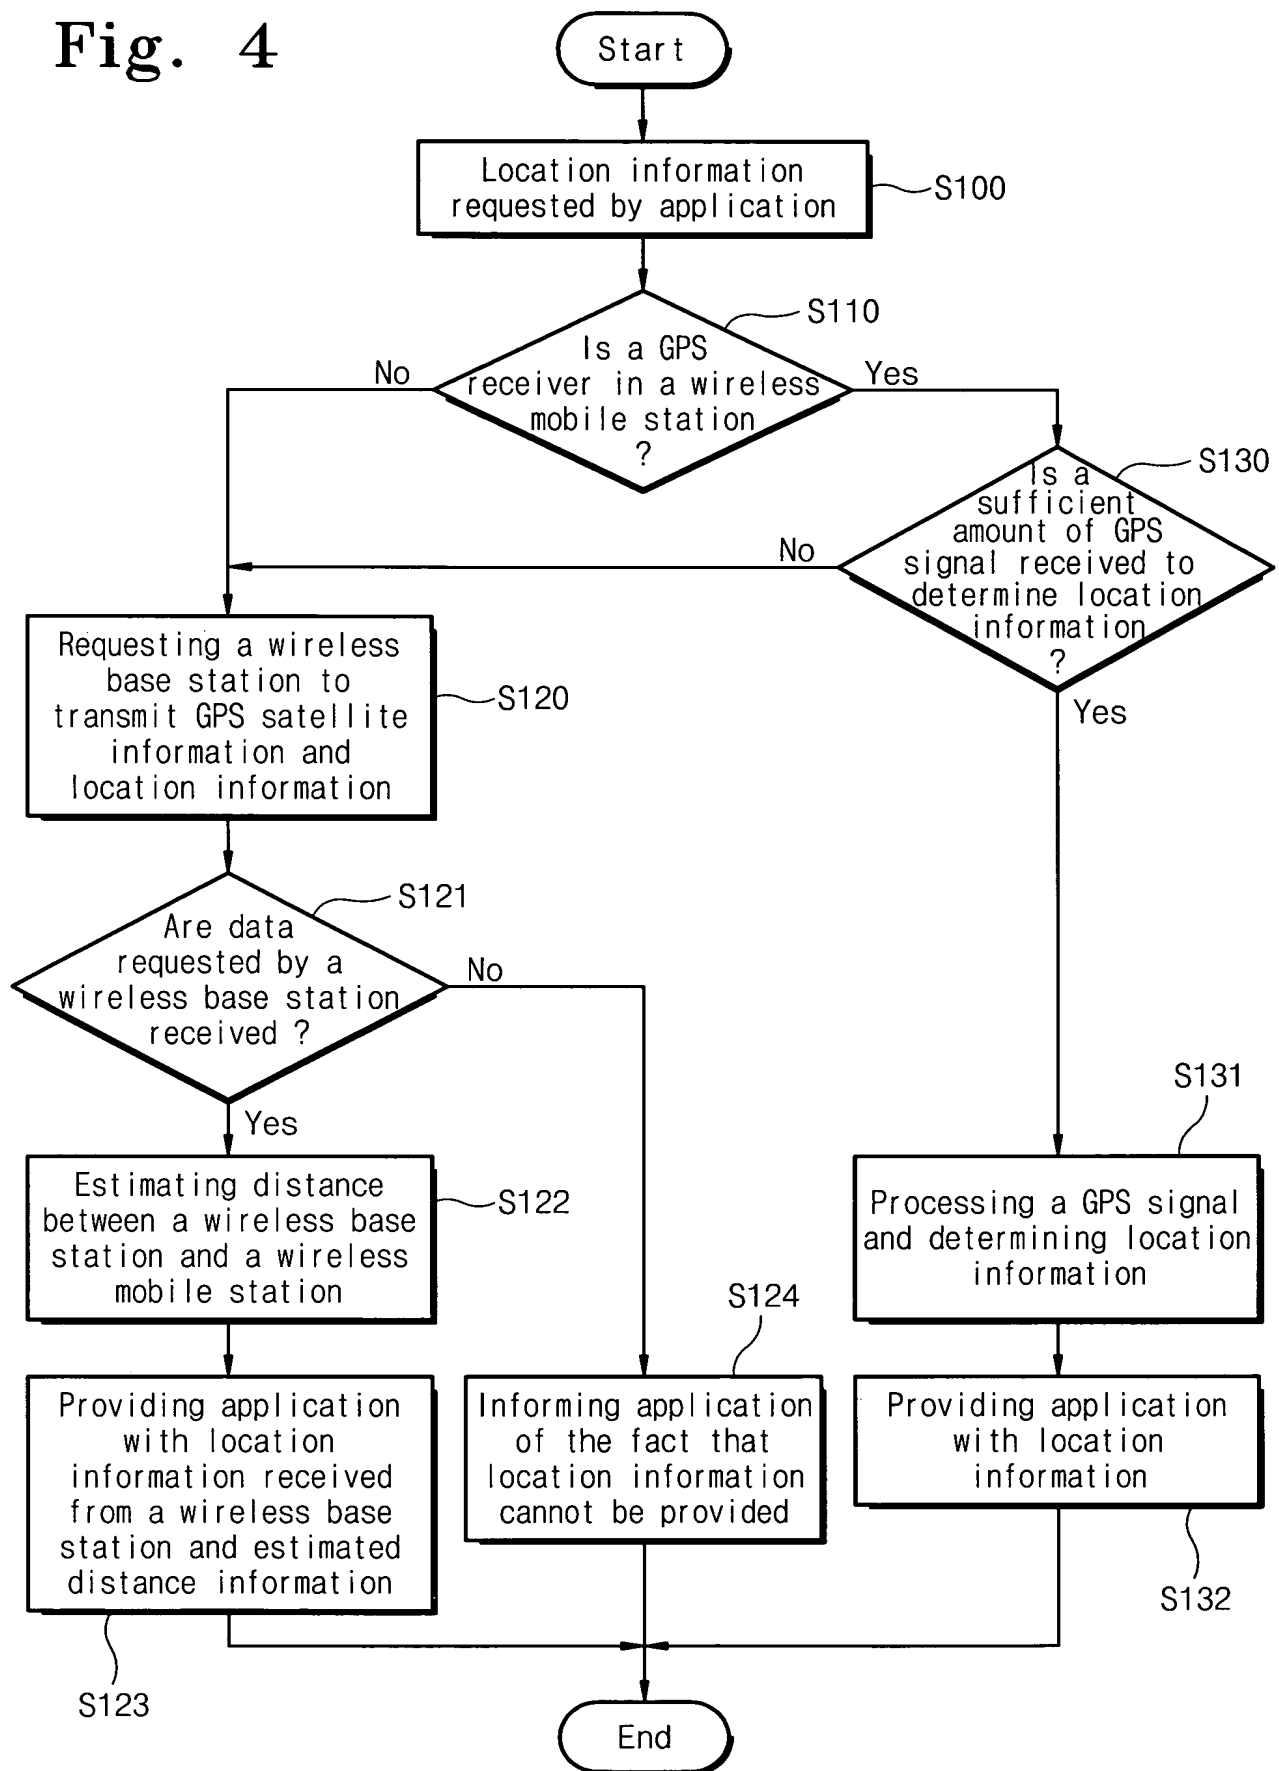 Fig. 4
Start
Location information
requested by application
S100
S110
Is a GPS
receiver in a wireless
mobile station
?
No
Yes
S130
Is a
sufficient
amount of GPS
signal received to
determine location
information
?
No
Yes
Requesting a wireless
base station to
transmit GPS satellite
information and
location information
S120
S121
Are data
requested by a
wireless base station
received ?
No
Yes
S131
Estimating distance
between a wireless base
station and a wireless
mobile station
S122
Processing a GPS signal
and determining location
information
S124
Providing application
with location
information received
from a wireless base
station and estimated
distance information
Informing application
of the fact that
location information
cannot be provided
Providing application
with location
information
S132
S123
End